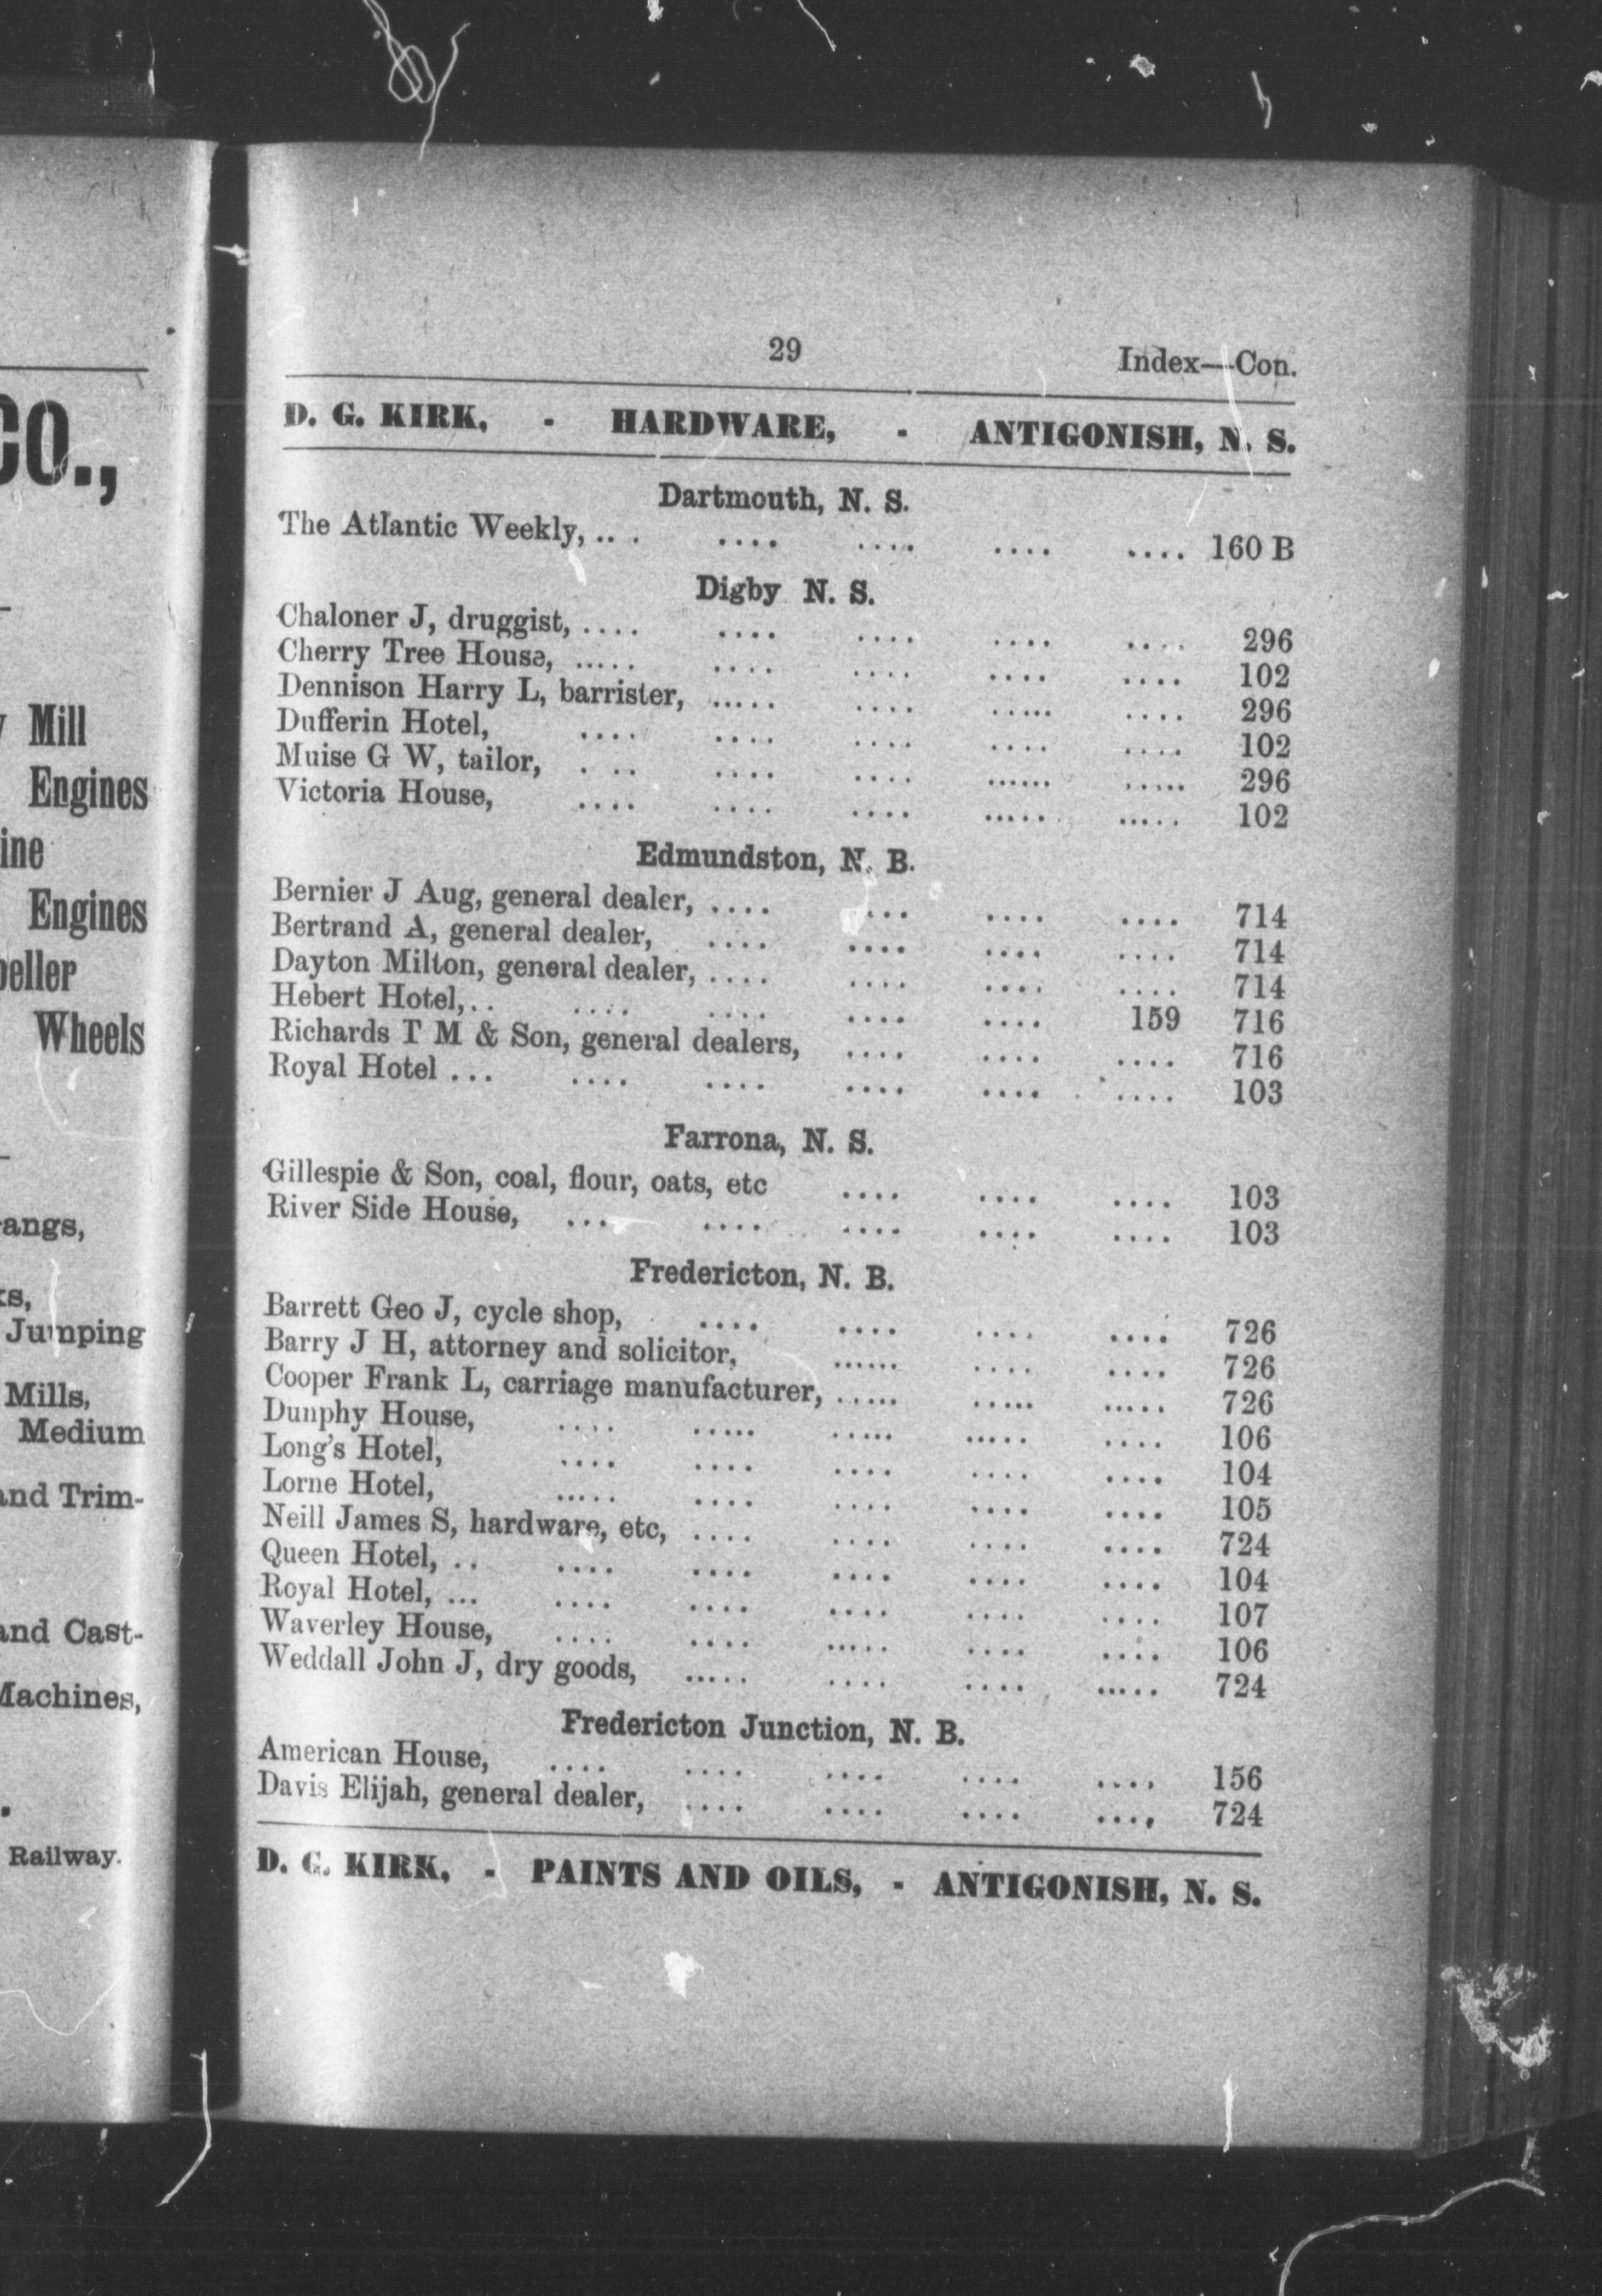 CO.,
Mill
Engines
ine
Engines
peller
Wheels
angs,
Jumping
Mills,
Medium
and Trim-
and Cast-
Machines,
Railway.
29 Index—Con.
D. G. KIRK, - HARDWARE, - ANTIGONISH, N. S.
Dartmouth, N. S.
The Atlantic Weekly, .. . .... .... .... .... 160 B
Digby N. S.
Chaloner J, druggist, .... .... .... .... .... 296
Cherry Tree House, ..... .... .... .... .... 102
Dennison Harry L, barrister, ..... .... ..... .... 296
Dufferin Hotel, .... .... .... .... .... 102
Muise G W, tailor, . .. .... .... ...... ..... 296
Victoria House, .... .... .... ...... ..... 102
Edmundston, N. B.
Bernier J Aug, general dealer, .... ... .... .... 714
Bertrand A, general dealer, .... .... .... .... 714
Dayton Milton, general dealer, .... .... .... .... 714
Hebert Hotel, .. .... .... .... .... 159 716
Richards T M & Son, general dealers, .... .... .... 716
Royal Hotel ... .... .... .... .... .... 103
Farrona, N. S.
Gillespie & Son, coal, flour, oats, etc .... .... .... 103
River Side House, ... .... .... .... .... 103
Fredericton, N. B.
Barrett Geo J, cycle shop, .... .... .... .... 726
Barry J H, attorney and solicitor, ...... .... .... 726
Cooper Frank L, carriage manufacturer, ...... ..... ..... 726
Dunphy House, .... ..... ..... ..... .... 106
Long's Hotel, .... .... .... .... .... 104
Lorne Hotel, ..... .... .... .... .... 105
Neill James S, hardware, etc, .... .... .... .... 724
Queen Hotel, .. .... .... .... .... .... 104
Royal Hotel, ... .... .... .... .... .... 107
Waverley House, .... .... ..... .... .... 106
Weddall John J, dry goods, ..... .... .... ..... 724
Fredericton Junction, N. B.
American House, .... .... .... .... .... 156
Davis Elijah, general dealer, .... .... .... .... 724
D. G. KIRK, - PAINTS AND OILS, - ANTIGONISH, N. S.